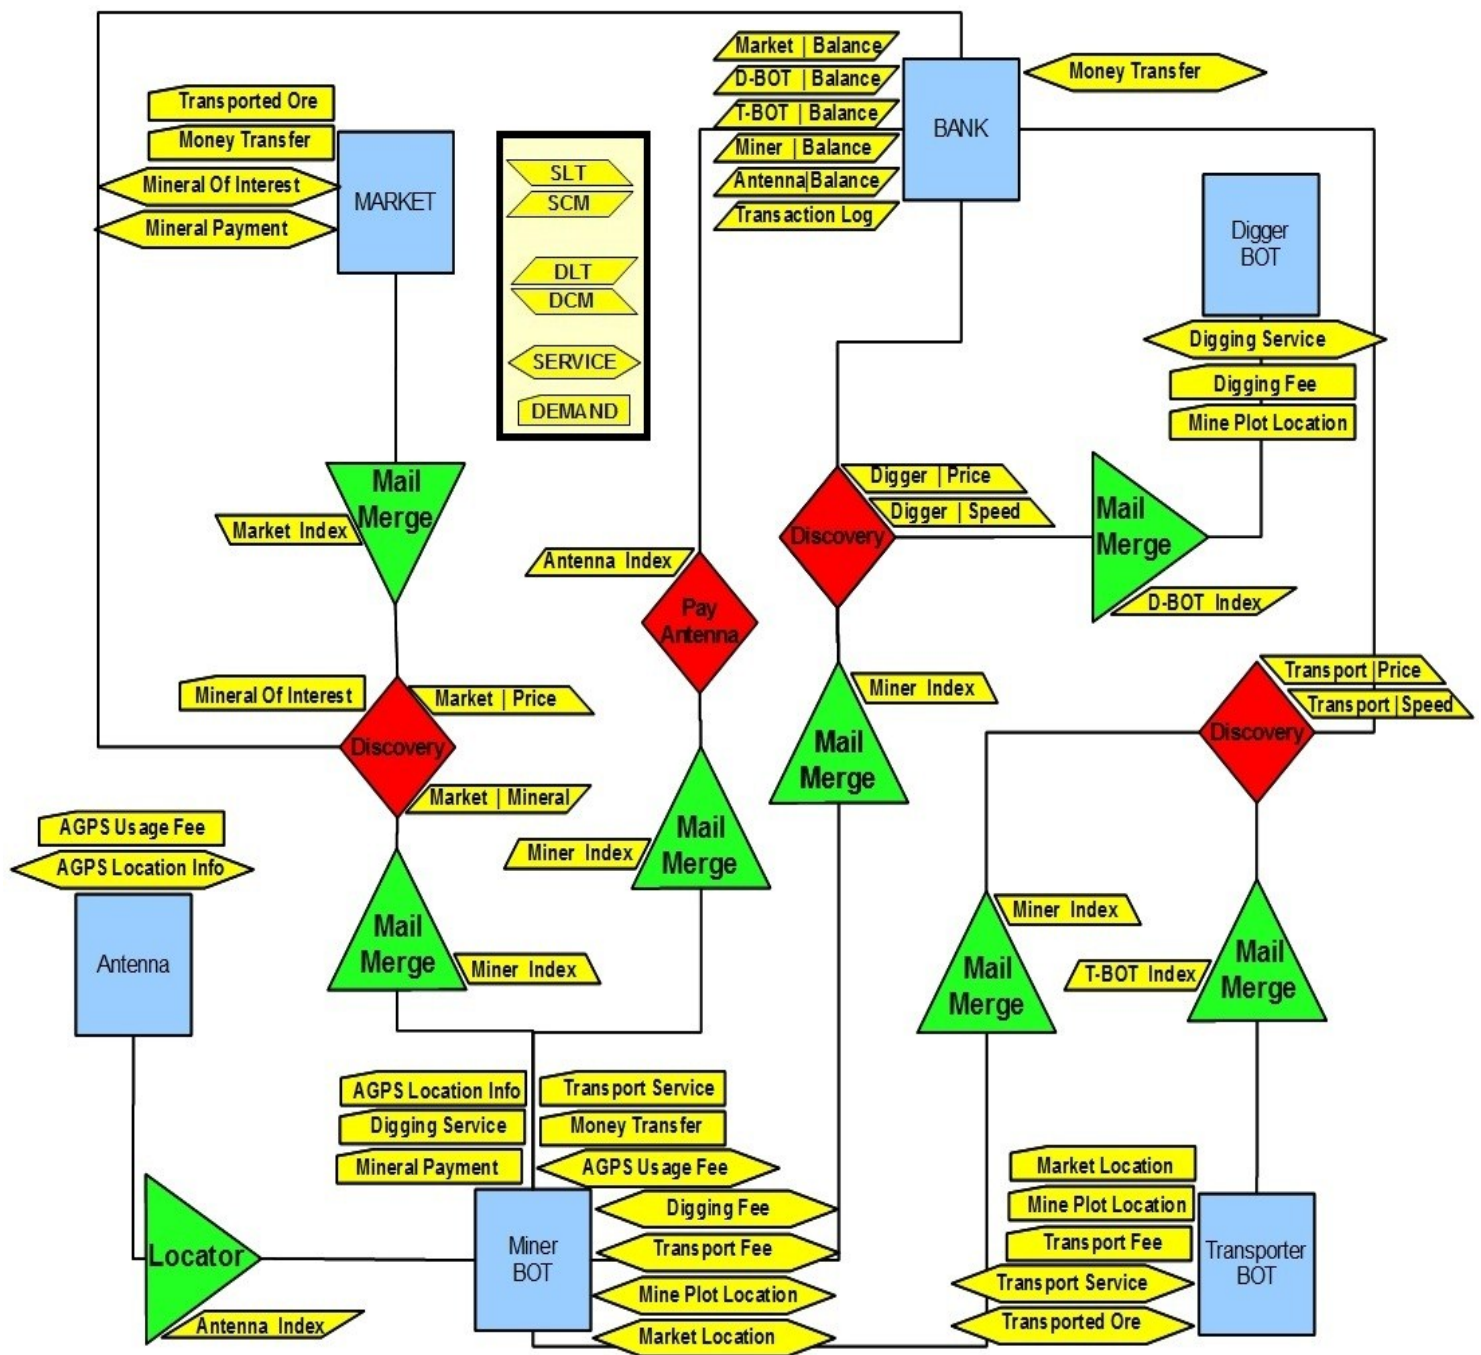 Market | Balance
D-BOT | Balance
T-BOT | Balance
Miner | Balance
Antenna|Balance
Transaction Log
BANK
Money Transfer
Transported Ore
Money Transfer
Mineral Of Interest
Mineral Payment
MARKET
SLT
SCM
DLT
DCM
SERVICE
DEMAND
Digger
BOT
Digging Service
Digging Fee
Mine Plot Location
Mail
Merge
Market Index
Digger | Price
Digger | Speed
Discovery
Mail
Merge
D-BOT Index
Antenna Index
Pay
Antenna
Mineral Of Interest
Market | Price
Discovery
Market | Mineral
Miner Index
Mail
Merge
Transport |Price
Transport |Speed
Discovery
AGPS Usage Fee
AGPS Location Info
Antenna
Miner Index
Mail
Merge
Mail
Merge
Miner Index
Miner Index
Mail
Merge
T-BOT Index
Mail
Merge
AGPS Location Info
Digging Service
Mineral Payment
Transport Service
Money Transfer
AGPS Usage Fee
Digging Fee
Transport Fee
Mine Plot Location
Market Location
Miner
BOT
Locator
Antenna Index
Market Location
Mine Plot Location
Transport Fee
Transport Service
Transported Ore
Transporter
BOT